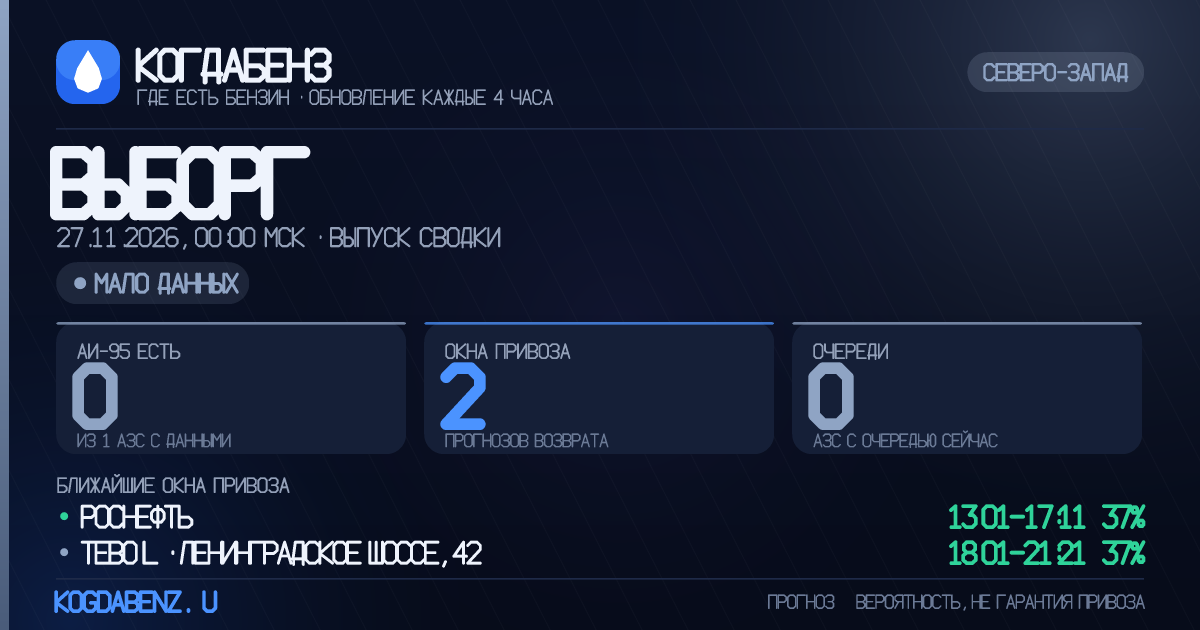 КОГДАБЕНЗ
ГДЕ ЕСТЬ БЕНЗИН · ОБНОВЛЕНИЕ КАЖДЫЕ 4 ЧАСА
СЕВЕРО-ЗАПАД
ВЫБОРГ
27.11.2026, 00:00 МСК · ВЫПУСК СВОДКИ
МАЛО ДАННЫХ
АИ-95 ЕСТЬ
0
ИЗ 1 АЗС С ДАННЫМИ
ОКНА ПРИВОЗА
2
ПРОГНОЗОВ ВОЗВРАТА
ОЧЕРЕДИ
0
АЗС С ОЧЕРЕДЬЮ СЕЙЧАС
БЛИЖАЙШИЕ ОКНА ПРИВОЗА
• РОСНЕФТЬ 13:01–17:11 37%
• TEBOIL · ЛЕНИНГРАДСКОЕ ШОССЕ, 42 18:01–21:21 37%
KOGDABENZ. U
ПРОГНОЗ ВЕРОЯТНОСТЬ, НЕ ГАРАНТИЯ ПРИВОЗА